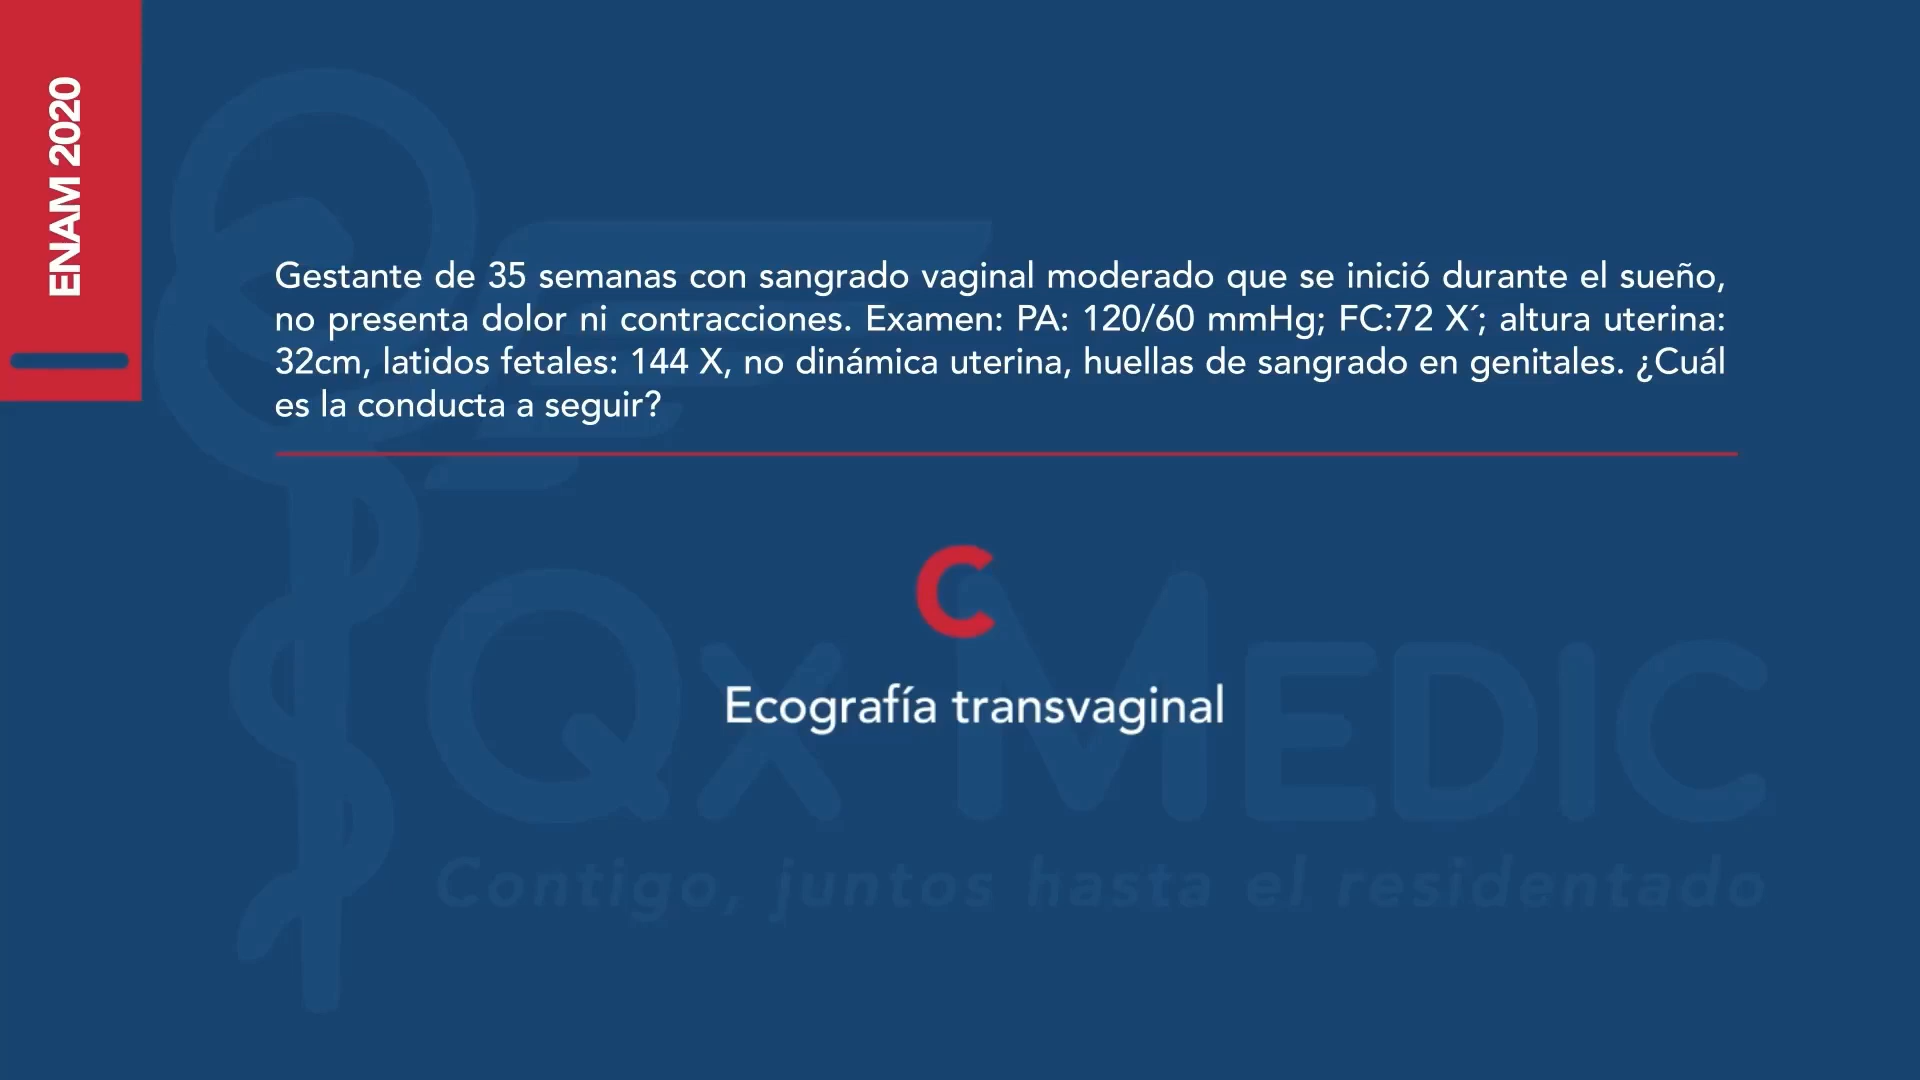 ENAM 2020
Gestante de 35 semanas con sangrado vaginal moderado que se inició durante el sueño,
no presenta dolor ni contracciones. Examen: PA: 120/60 mmHg; FC:72 X´; altura uterina:
32cm, latidos fetales: 144 X, no dinámica uterina, huellas de sangrado en genitales. ¿Cuál
es la conducta a seguir?
C
Ecografía transvaginal
Qx MEDIC
Contigo, juntos hasta el residentado